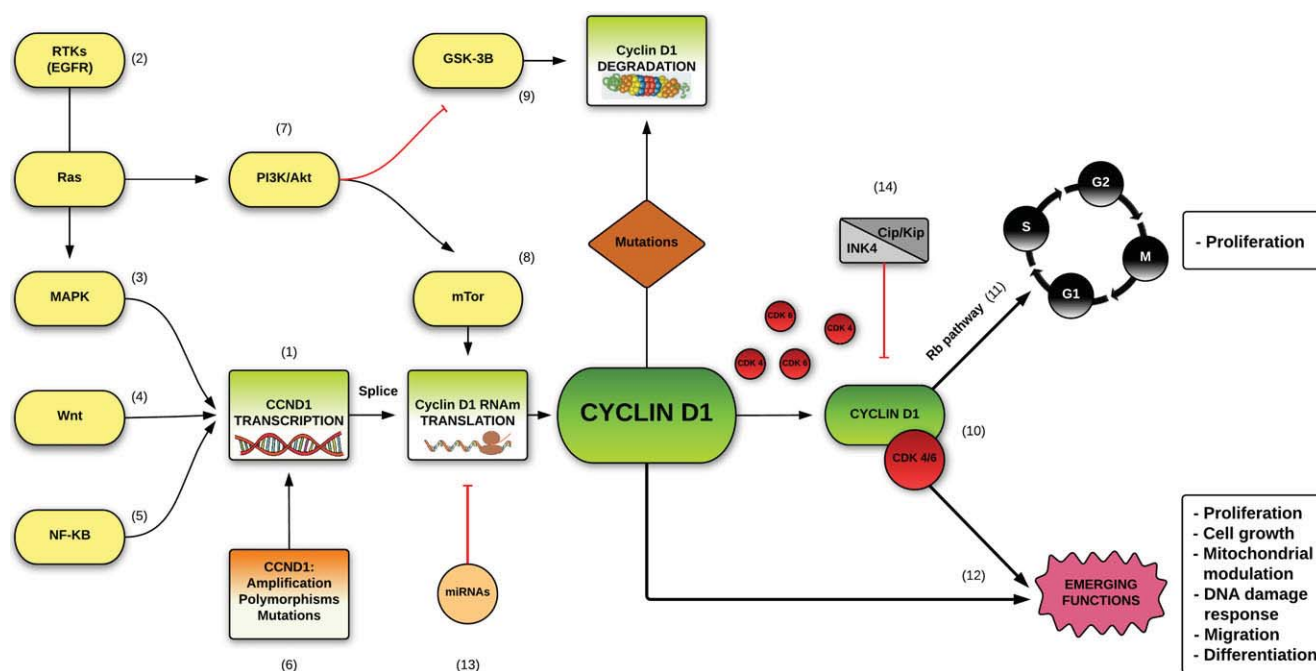 RTKs
(EGFR)
(2)
GSK-3B
(9)
Cyclin D1
DEGRADATION
(7)
Ras
PI3K/Akt
Mutations
(14)
Cip/Kip
INK4
G2
S
M
G1
- Proliferation
MAPK
(3)
mTor
(8)
CDK 6
CDK 4
CDK 4
CDK 6
Rb pathway
(11)
(1)
Wnt
(4)
CCND1
TRANSCRIPTION
Splice
Cyclin D1 RNAm
TRANSLATION
CYCLIN D1
CYCLIN D1
(10)
CDK 4/6
NF-KB
(5)
CCND1:
Amplification
Polymorphisms
Mutations
(6)
miRNAs
(13)
(12)
EMERGING
FUNCTIONS
- Proliferation
- Cell growth
- Mitochondrial
modulation
- DNA damage
response
- Migration
- Differentiation